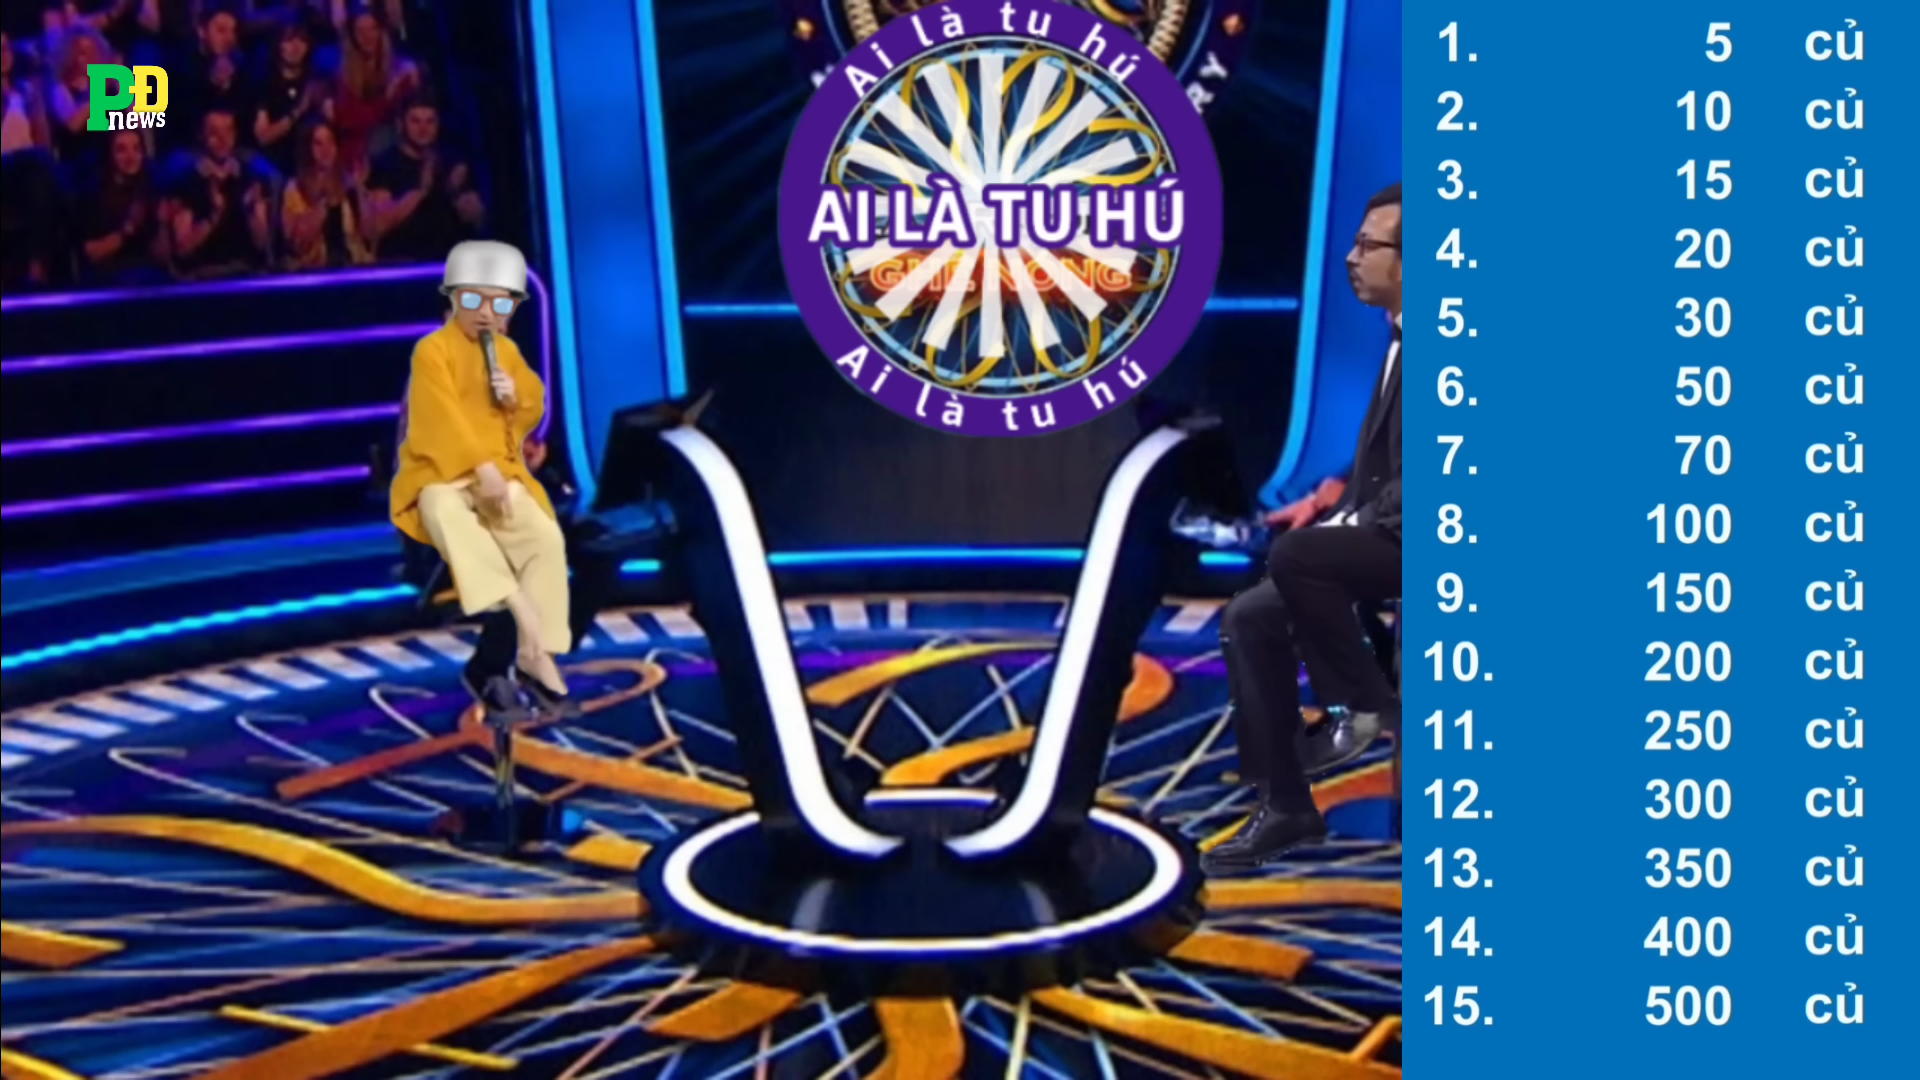 PĐ
news
Ai là tu hú
AI LÀ TU HÚ
GHẾ NÓNG
Ai là tu hú
RY
1. 5 củ
2. 10 củ
3. 15 củ
4. 20 củ
5. 30 củ
6. 50 củ
7. 70 củ
8. 100 củ
9. 150 củ
10. 200 củ
11. 250 củ
12. 300 củ
13. 350 củ
14. 400 củ
15. 500 củ